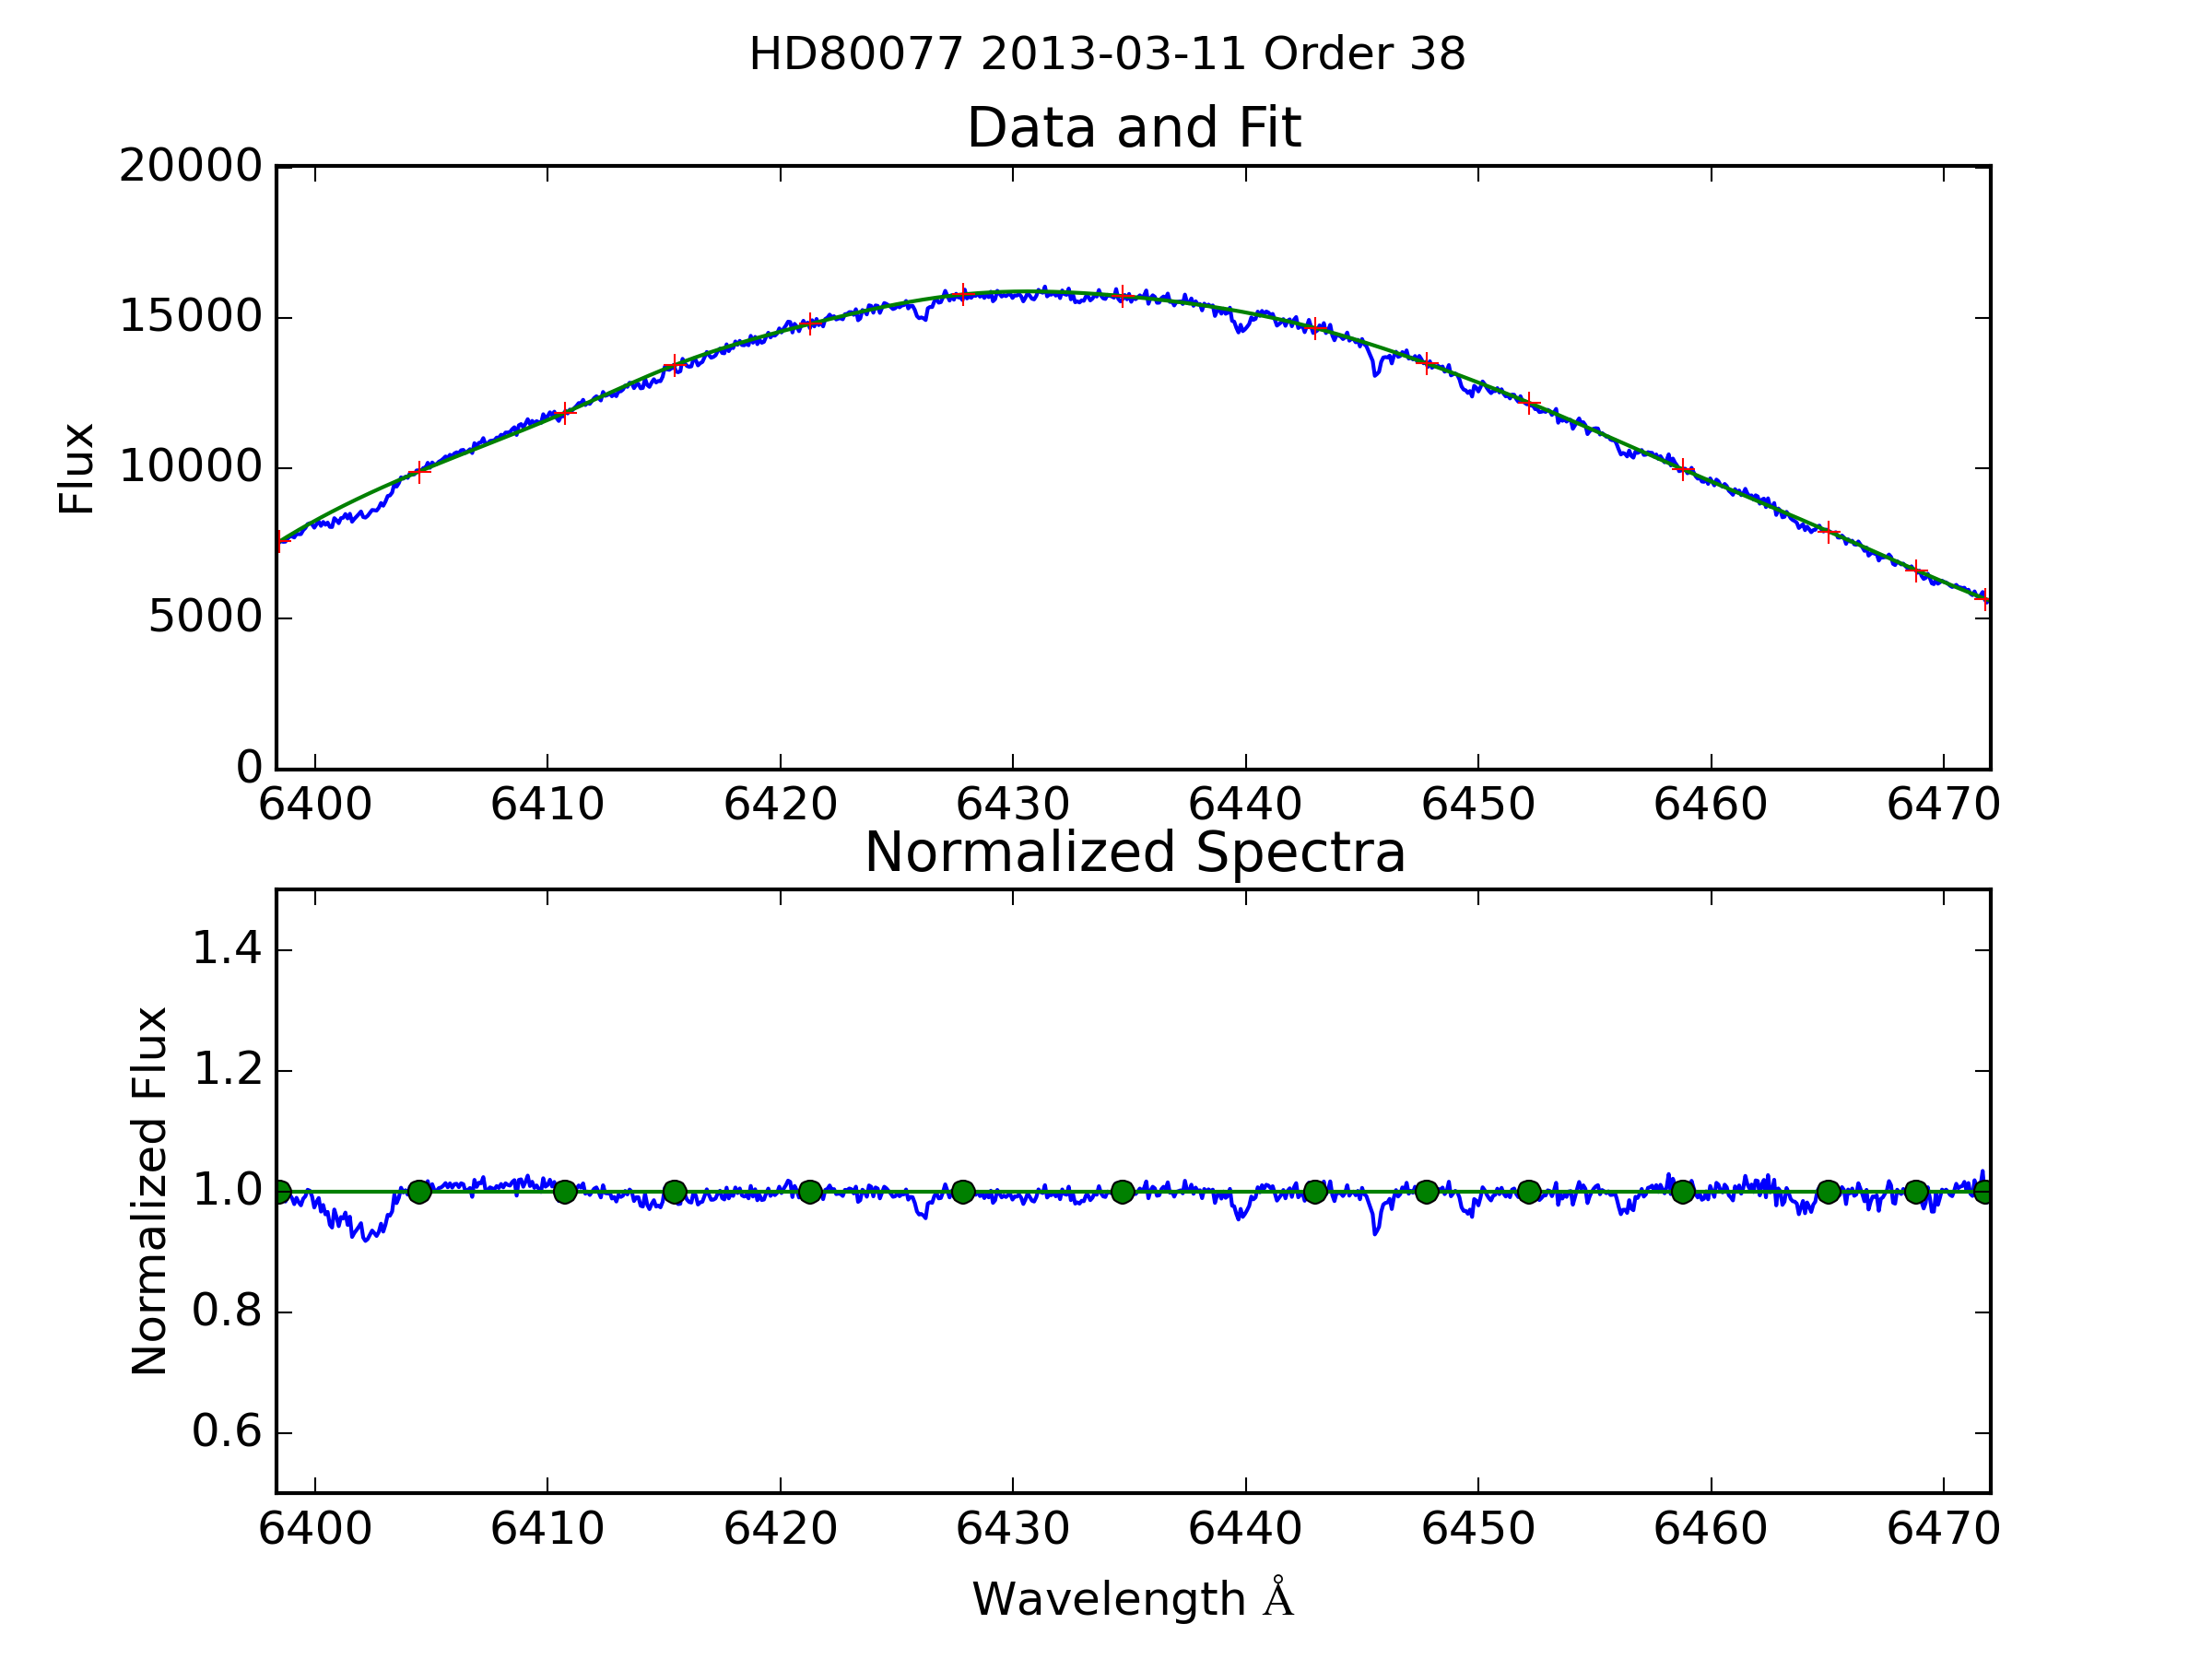 HD80077 2013-03-11 Order 38
Data and Fit
20000
15000
10000
5000
0
Flux
6400 6410 6420 6430 6440 6450 6460 6470
Normalized Spectra
1.4
1.2
1.0
0.8
0.6
Normalized Flux
6400 6410 6420 6430 6440 6450 6460 6470
Wavelength Å